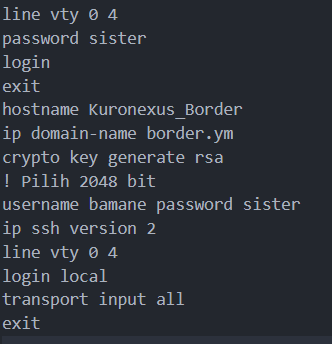 line vty 0 4
password sister
login
exit
hostname Kuronexus_Border
ip domain-name border.ym
crypto key generate rsa
! Pilih 2048 bit
username bamane password sister
ip ssh version 2
line vty 0 4
login local
transport input all
exit